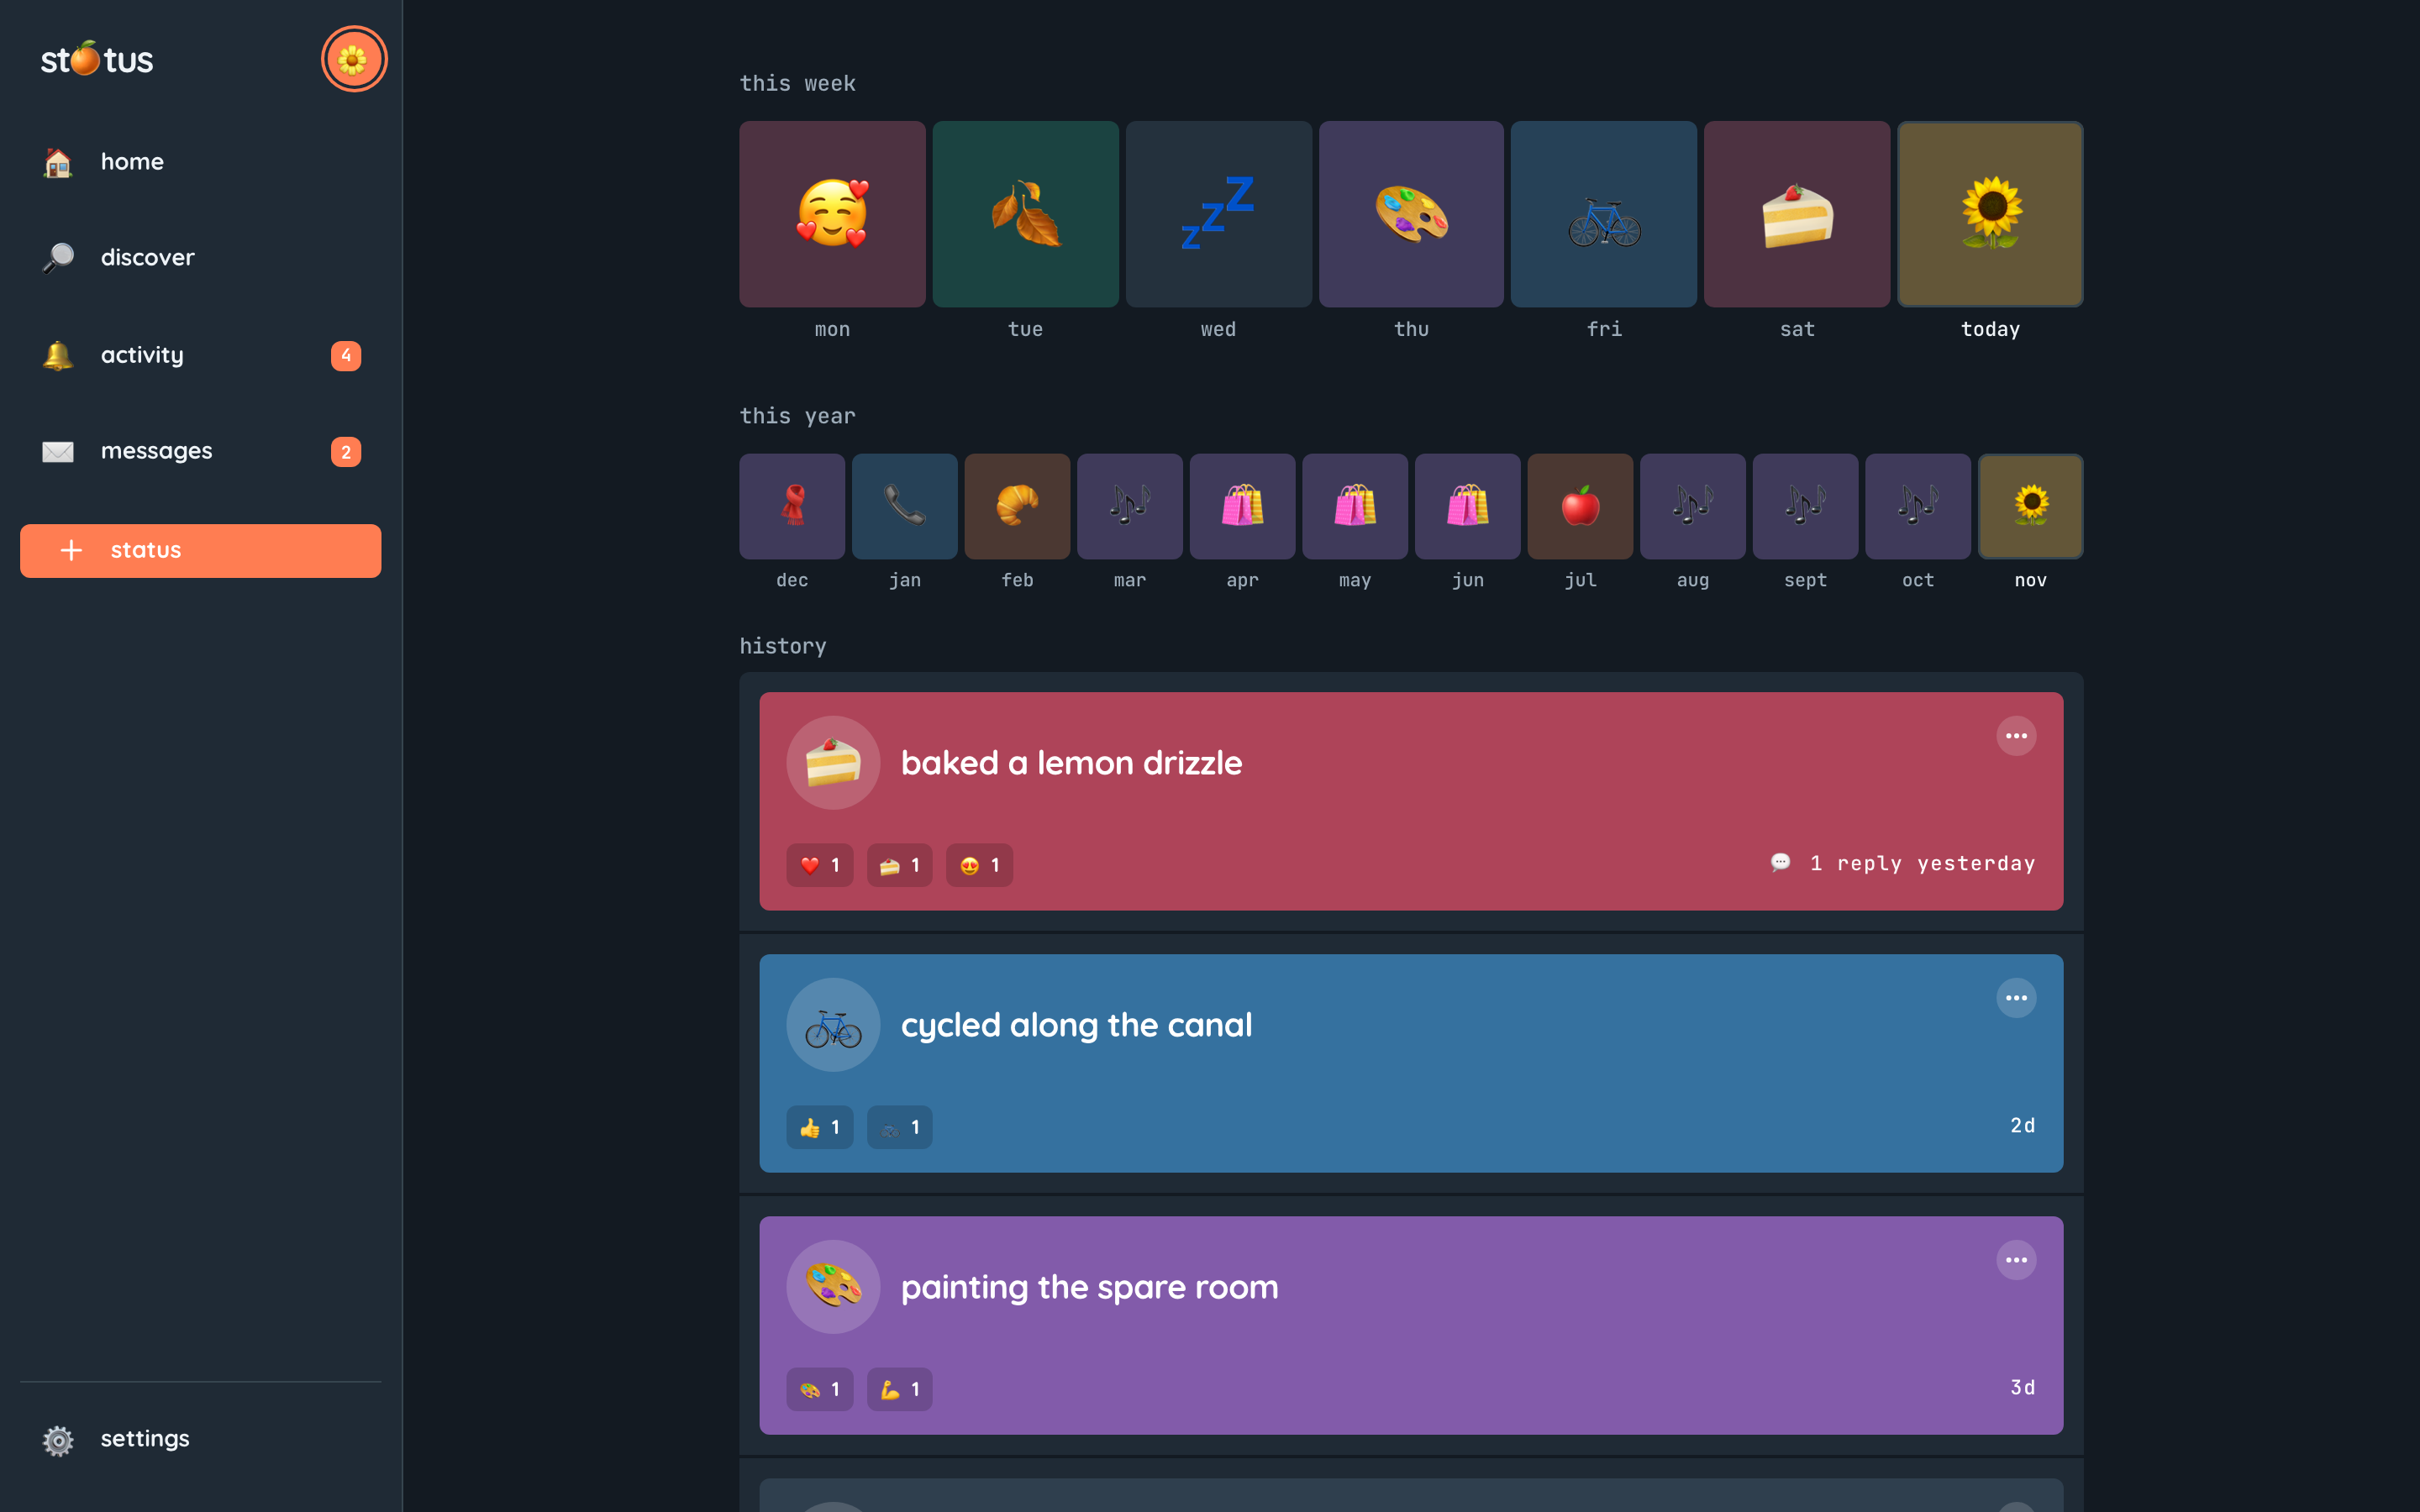 st🍊tus
home
discover
activity 4
messages 2
+ status
settings
this week
mon tue wed thu fri sat today
this year
dec jan feb mar apr may jun jul aug sept oct nov
history
baked a lemon drizzle
1 1 1
1 reply yesterday
cycled along the canal
1 1
2d
painting the spare room
1 1
3d